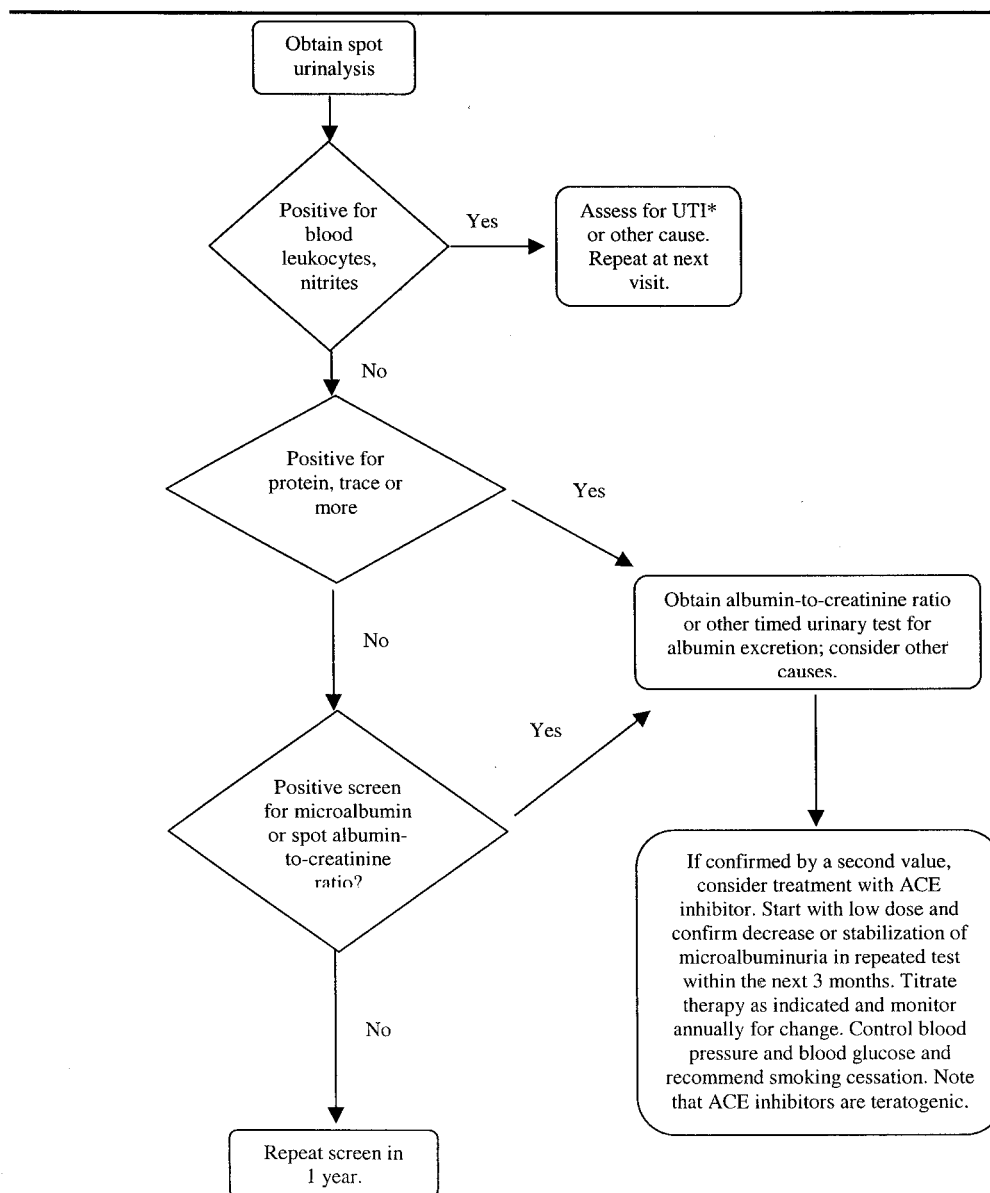 Obtain spot
urinalysis
Positive for
blood
leukocytes,
nitrites
Yes
Assess for UTI*
or other cause.
Repeat at next
visit.
No
Positive for
protein, trace or
more
Yes
Obtain albumin-to-creatinine ratio
or other timed urinary test for
albumin excretion; consider other
causes.
No
Positive screen
for microalbumin
or spot albumin-
to-creatinine
ratio?
Yes
If confirmed by a second value,
consider treatment with ACE
inhibitor. Start with low dose and
confirm decrease or stabilization of
microalbuminuria in repeated test
within the next 3 months. Titrate
therapy as indicated and monitor
annually for change. Control blood
pressure and blood glucose and
recommend smoking cessation. Note
that ACE inhibitors are teratogenic.
No
Repeat screen in
1 year.